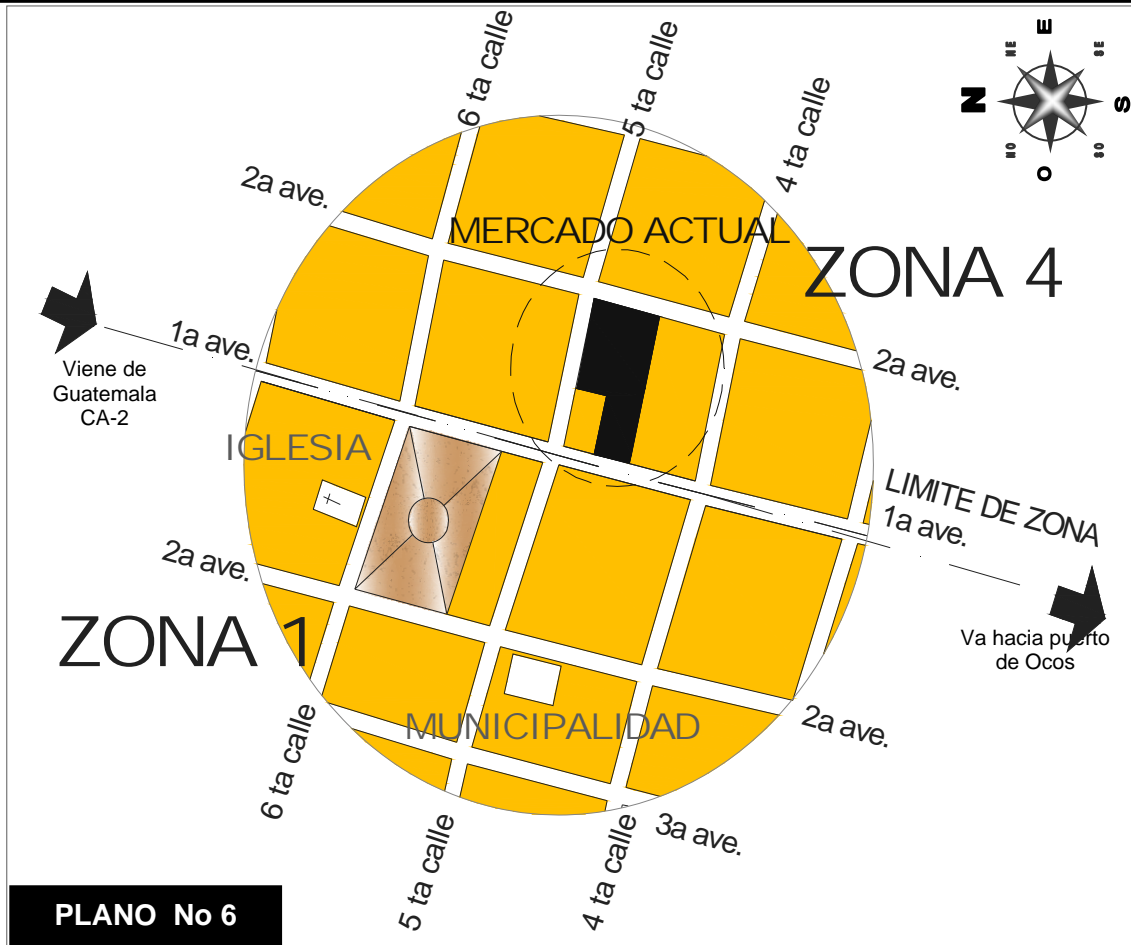 E
NE
SE
N
S
NO
SO
O
6 ta calle
5 ta calle
4 ta calle
2a ave.
MERCADO ACTUAL
ZONA 4
1a ave.
2a ave.
Viene de
Guatemala
CA-2
IGLESIA
LIMITE DE ZONA
1a ave.
2a ave.
ZONA 1
Va hacia puerto
de Ocos
MUNICIPALIDAD
2a ave.
6 ta calle
5 ta calle
4 ta calle
3a ave.
PLANO No 6